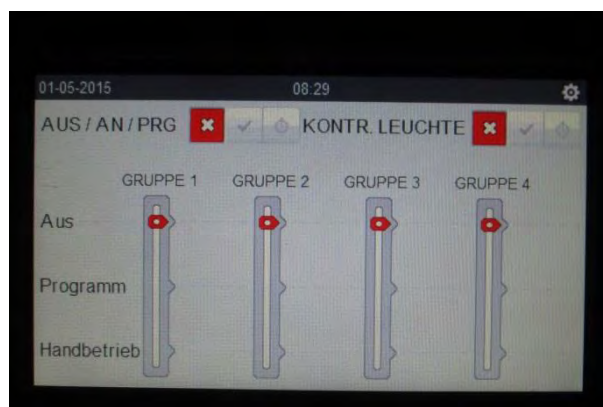 01-05-2015 08:29
AUS / AN / PRG KONTR. LEUCHTE
GRUPPE 1 GRUPPE 2 GRUPPE 3 GRUPPE 4
Aus
Programm
Handbetrieb